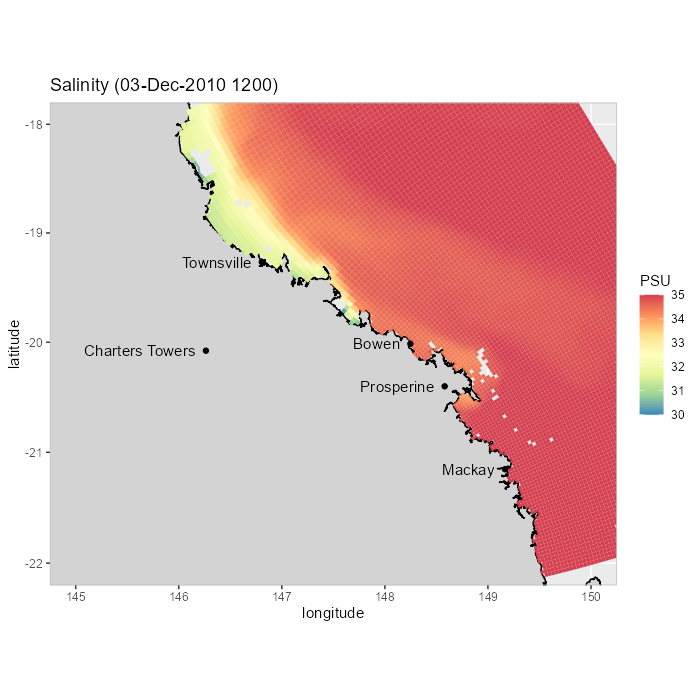 Salinity (03-Dec-2010 1200)
-18
-19
-20
-21
-22
latitude
Townsville
Charters Towers
Bowen
Prosperine
Mackay
145
146
147
148
149
150
longitude
PSU
35
34
33
32
31
30